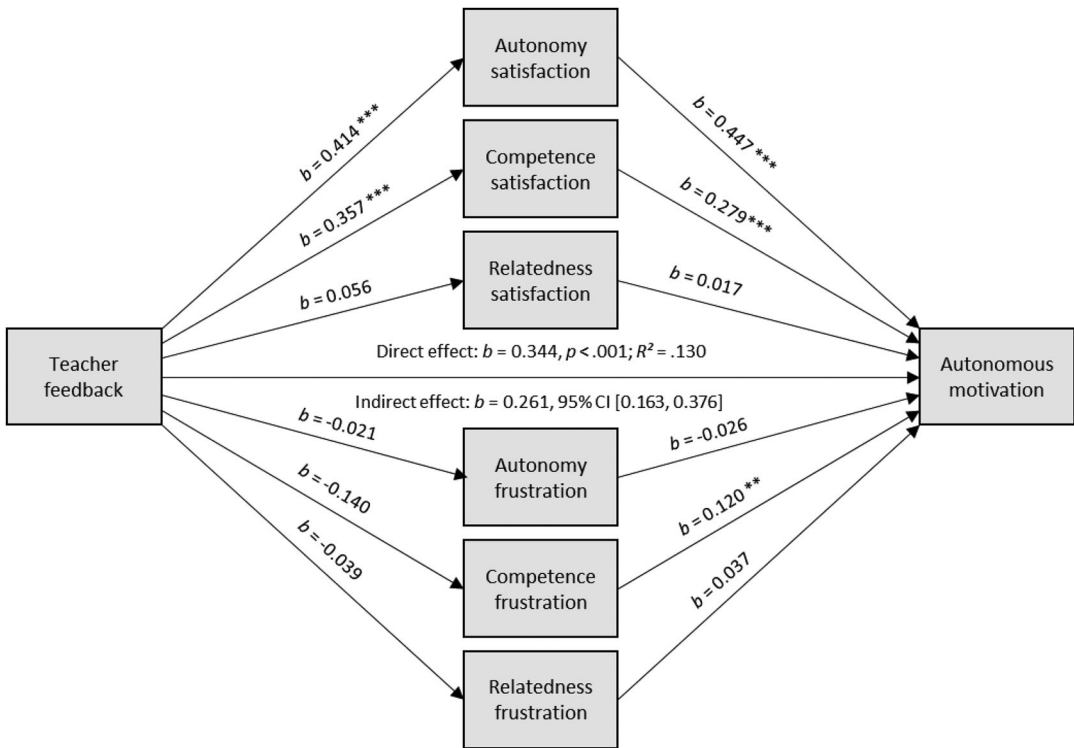 Autonomy
satisfaction
b = 0.414 ***
b = 0.447 ***
Competence
satisfaction
b = 0.357 ***
b = 0.279 ***
Relatedness
satisfaction
b = 0.056
b = 0.017
Teacher
feedback
Direct effect: b = 0.344, p < .001; R² = .130
Autonomous
motivation
Indirect effect: b = 0.261, 95% CI [0.163, 0.376]
b = -0.021
b = -0.026
Autonomy
frustration
b = -0.140
b = 0.120 **
Competence
frustration
b = -0.039
b = 0.037
Relatedness
frustration